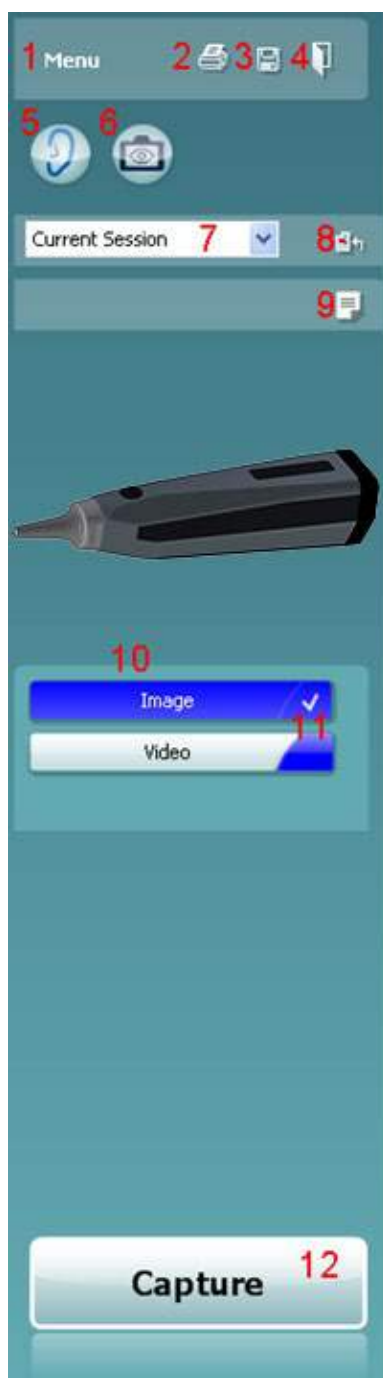 1 Menu 2 3 4
5 6
Current Session 7 8
9
10
Image
11
Video
Capture 12